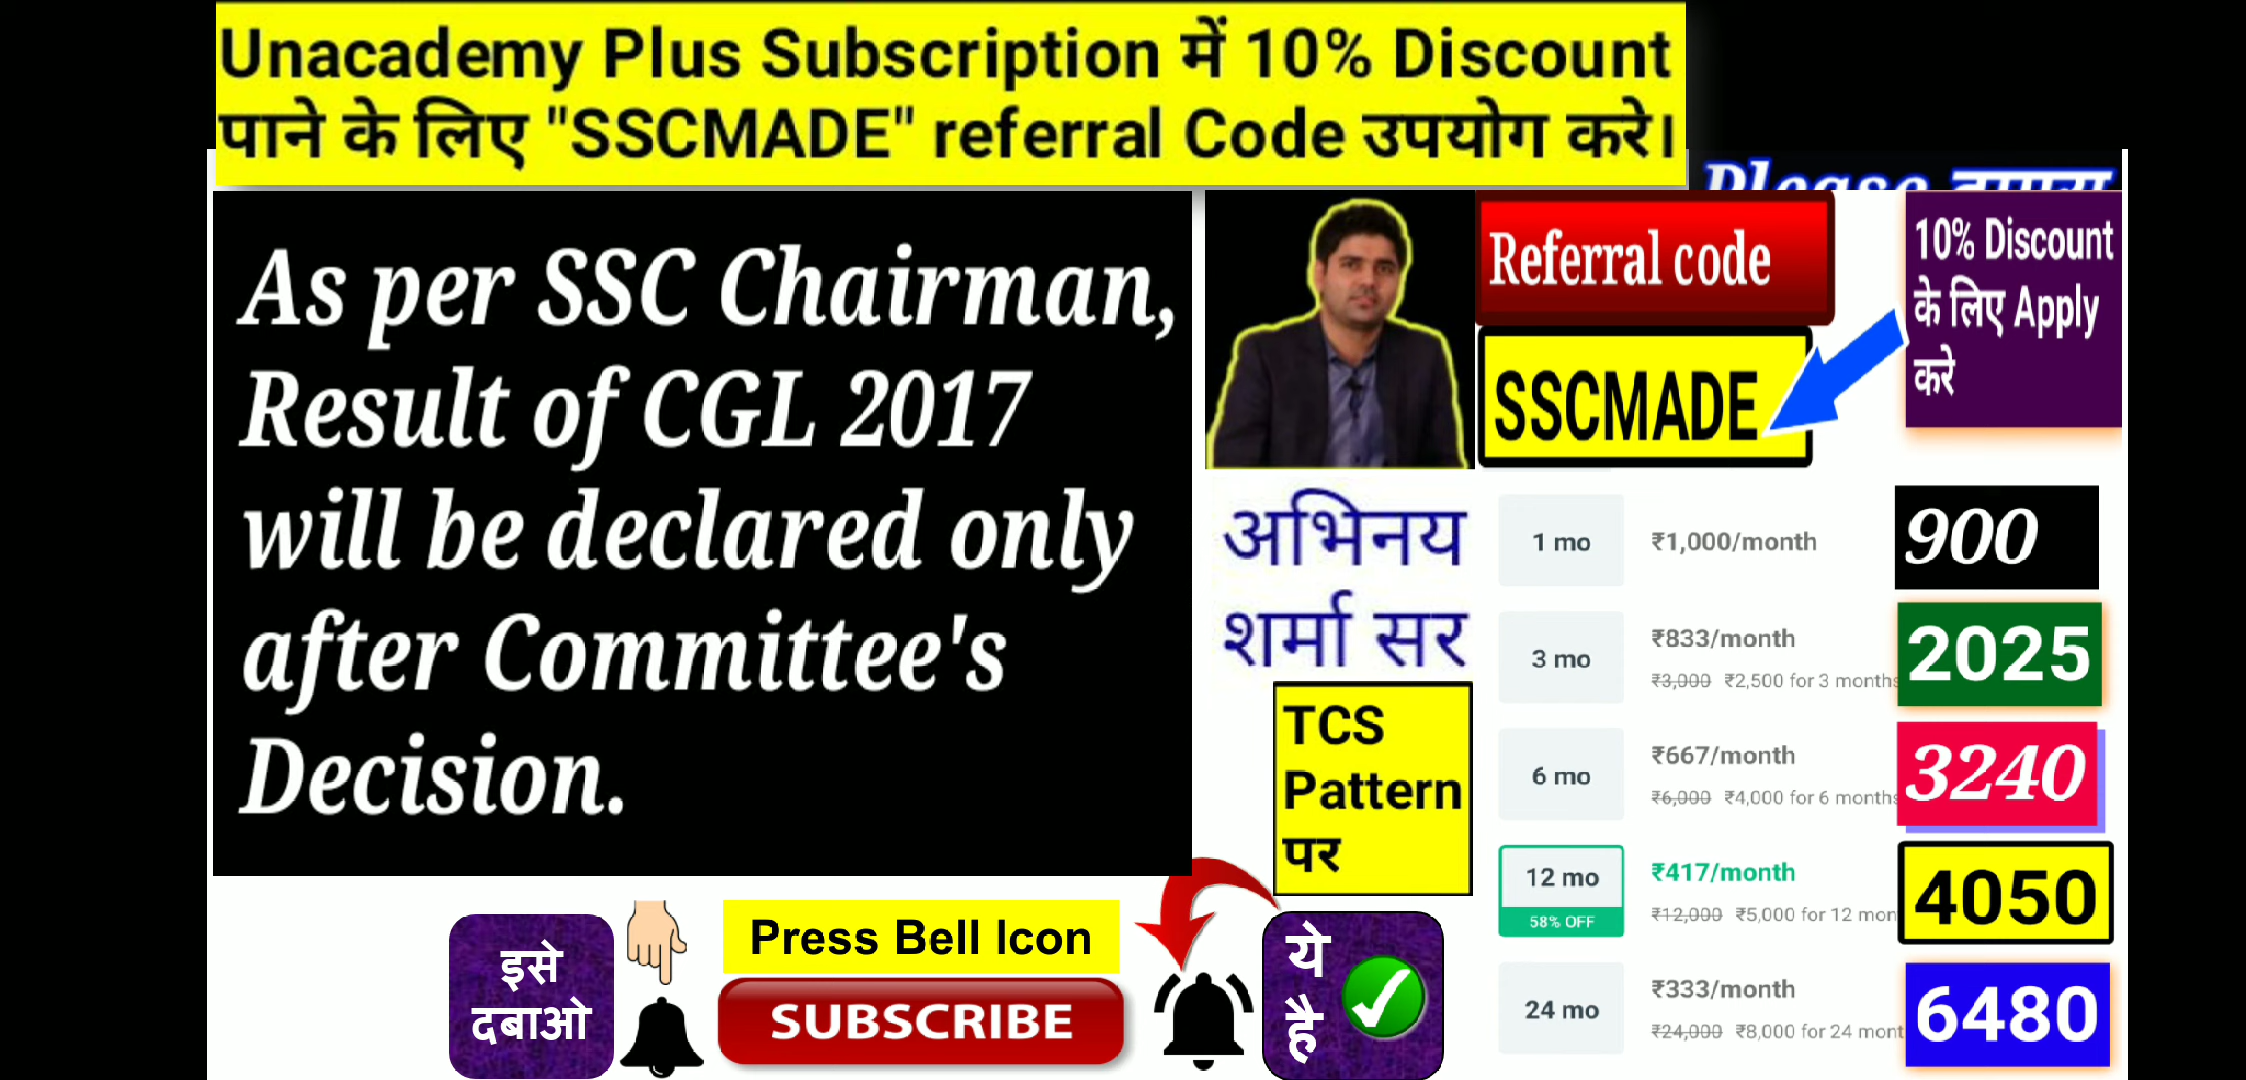 Unacademy Plus Subscription में 10% Discount
पाने के लिए "SSCMADE" referral Code उपयोग करे।
Please
As per SSC Chairman,
Result of CGL 2017
will be declared only
after Committee's
Decision.
Referral code
SSCMADE
10% Discount
के लिए Apply
करे
अभिनय
शर्मा सर
TCS
Pattern
पर
1 mo ₹1,000/month 900
3 mo ₹833/month
₹3,000 ₹2,500 for 3 months 2025
6 mo ₹667/month
₹6,000 ₹4,000 for 6 months 3240
12 mo ₹417/month
58% OFF ₹12,000 ₹5,000 for 12 mon 4050
24 mo ₹333/month
₹24,000 ₹8,000 for 24 mont 6480
इसे
दबाओ
Press Bell Icon
SUBSCRIBE
ये
है